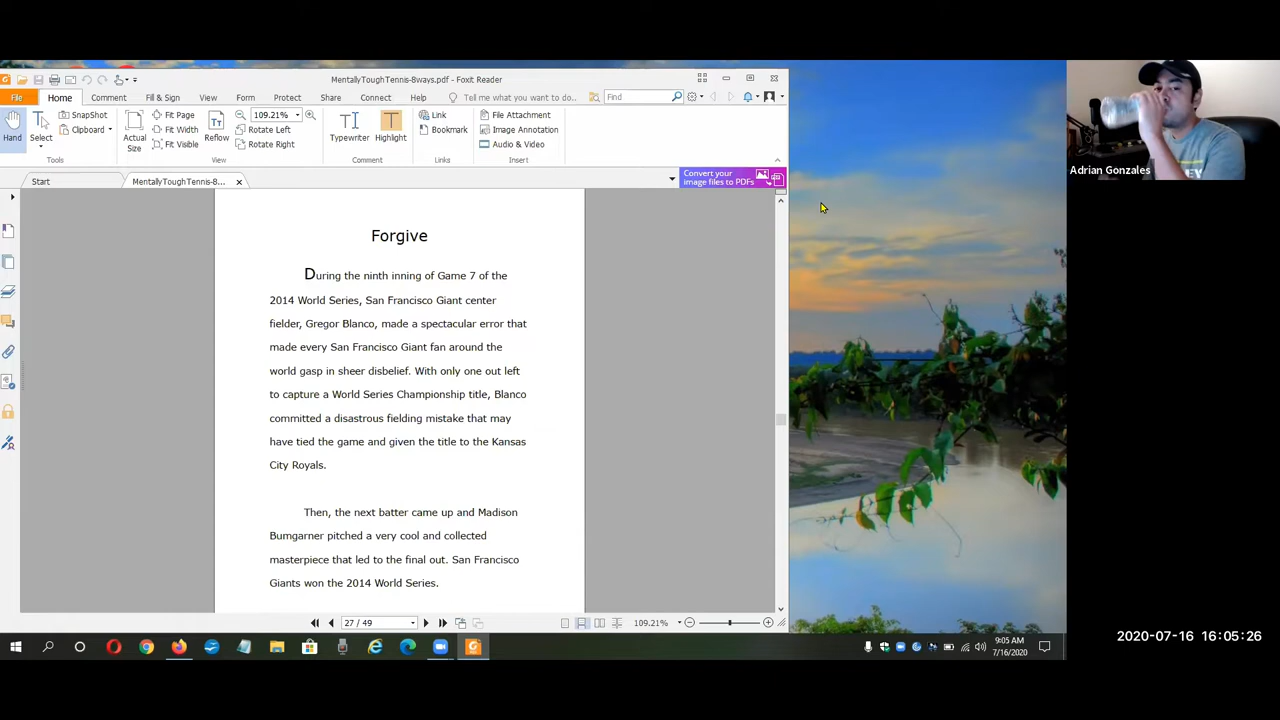 MentallyToughTennis-8ways.pdf - Foxit Reader
File Home Comment Fill & Sign View Form Protect Share Connect Help Tell me what you want to do.. Find
Hand
Select
SnapShot
Clipboard
Tools
Actual Size
Fit Page
Fit Width
Fit Visible
Reflow
109.21%
Rotate Left
Rotate Right
View
Typewriter
Highlight
Comment
Link
Bookmark
Links
File Attachment
Image Annotation
Audio & Video
Insert
Start
MentallyToughTennis-8...
Convert your
image files to PDFs
Forgive
During the ninth inning of Game 7 of the
2014 World Series, San Francisco Giant center
fielder, Gregor Blanco, made a spectacular error that
made every San Francisco Giant fan around the
world gasp in sheer disbelief. With only one out left
to capture a World Series Championship title, Blanco
committed a disastrous fielding mistake that may
have tied the game and given the title to the Kansas
City Royals.
Then, the next batter came up and Madison
Bumgarner pitched a very cool and collected
masterpiece that led to the final out. San Francisco
Giants won the 2014 World Series.
27 / 49
109.21%
9:05 AM
7/16/2020
Adrian Gonzales
2020-07-16 16:05:26